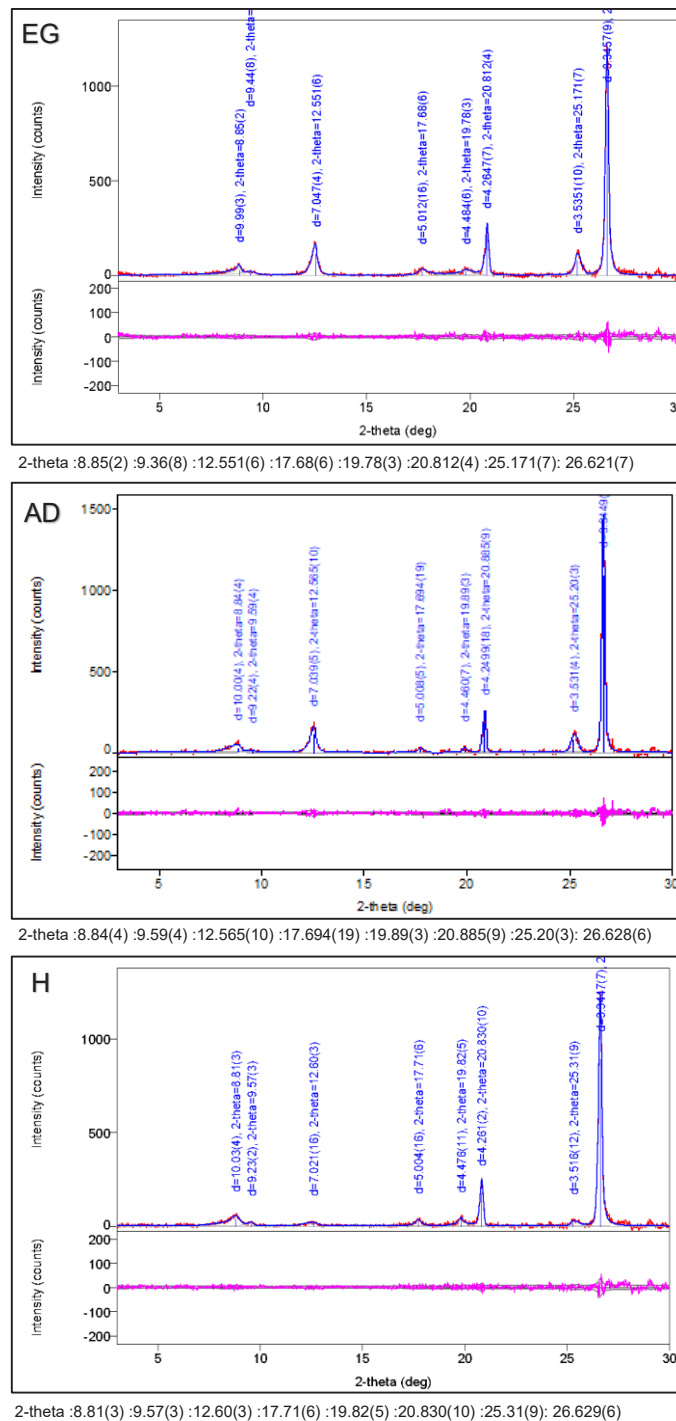 EG
Intensity (counts)
1000
500
0
d=9.99(3), 2-theta=8.85(2)
d=9.44(8), 2-theta=
d=7.047(4), 2-theta=12.551(6)
d=5.012(16), 2-theta=17.68(6)
d=4.484(6), 2-theta=19.78(3)
d=4.2647(7), 2-theta=20.812(4)
d=3.5351(10), 2-theta=25.171(7)
d=3.3457(9), 2
Intensity (counts)
200
100
0
-100
-200
5 10 15 20 25 30
2-theta (deg)
2-theta :8.85(2) :9.36(8) :12.551(6) :17.68(6) :19.78(3) :20.812(4) :25.171(7): 26.621(7)
AD
Intensity (counts)
1500
1000
500
0
d=10.00(4), 2-theta=8.84(4)
d=9.22(4), 2-theta=9.59(4)
d=7.039(5), 2-theta=12.565(10)
d=5.008(5), 2-theta=17.694(19)
d=4.460(7), 2-theta=19.89(3)
d=4.2499(18), 2-theta=20.885(9)
d=3.531(4), 2-theta=25.20(3)
Intensity (counts)
200
100
0
-100
-200
5 10 15 20 25 30
2-theta (deg)
2-theta :8.84(4) :9.59(4) :12.565(10) :17.694(19) :19.89(3) :20.885(9) :25.20(3): 26.628(6)
H
Intensity (counts)
1000
500
0
d=10.03(4), 2-theta=8.81(3)
d=9.23(2), 2-theta=9.57(3)
d=7.021(16), 2-theta=12.60(3)
d=5.004(16), 2-theta=17.71(6)
d=4.476(11), 2-theta=19.82(5)
d=4.261(2), 2-theta=20.830(10)
d=3.516(12), 2-theta=25.31(9)
d=3.3447(7), 2
Intensity (counts)
200
100
0
-100
-200
5 10 15 20 25 30
2-theta (deg)
2-theta :8.81(3) :9.57(3) :12.60(3) :17.71(6) :19.82(5) :20.830(10) :25.31(9): 26.629(6)